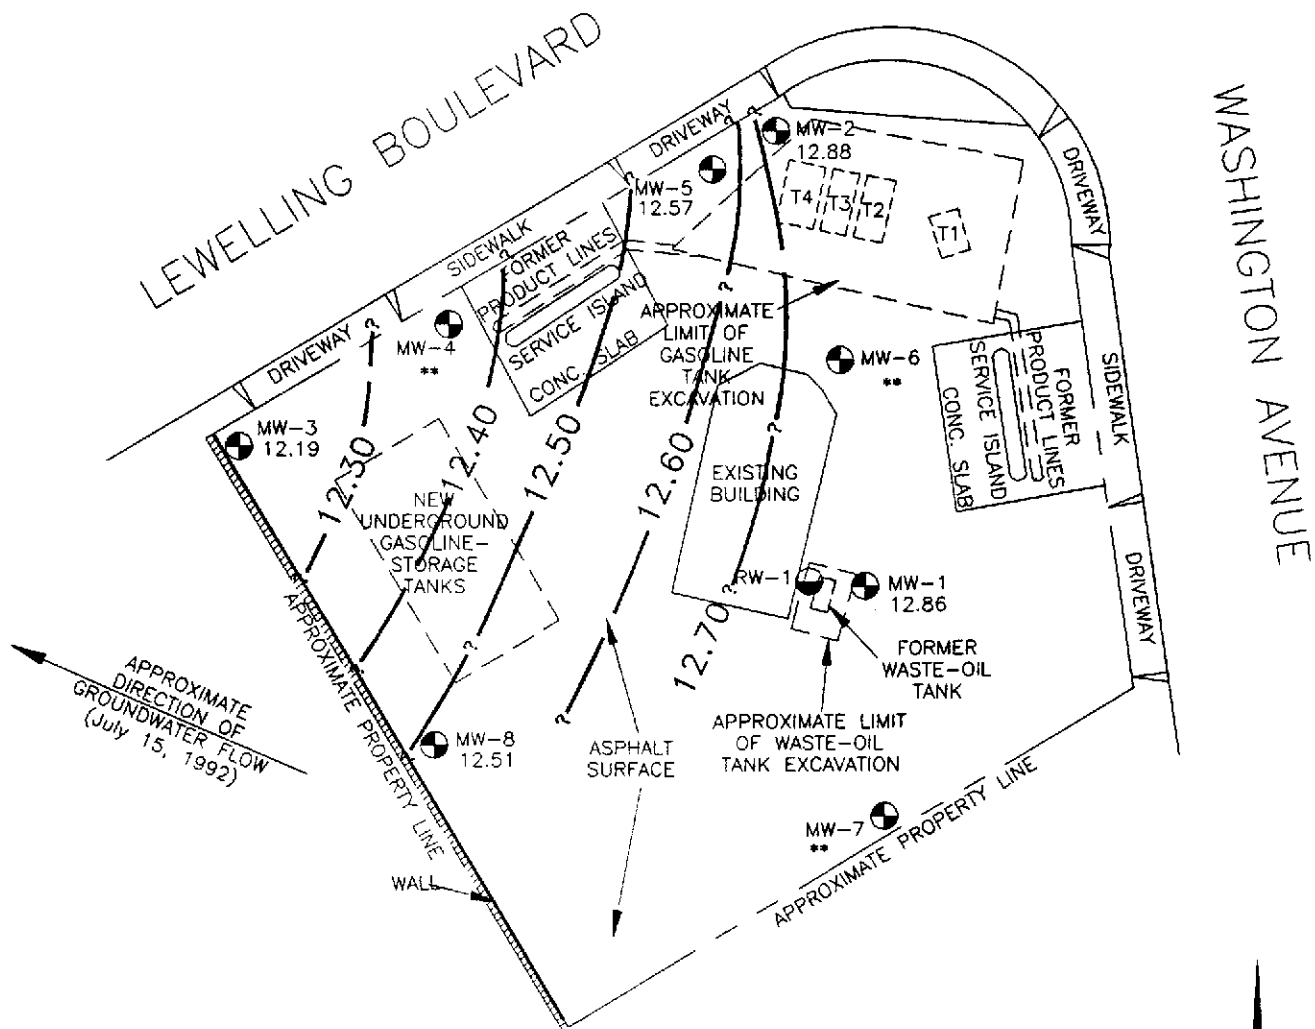 LEWELLING BOULEVARD
WASHINGTON AVENUE
DRIVEWAY
MW-2
12.88
DRIVEWAY
MW-5
12.57
T4
T3
T2
T1
SIDEWALK
FORMER
PRODUCT LINES
SERVICE ISLAND
CONC. SLAB
APPROXIMATE
LIMIT OF
GASOLINE
TANK
EXCAVATION
DRIVEWAY
MW-4
**
MW-6
**
FORMER
PRODUCT LINES
SERVICE ISLAND
CONC. SLAB
SIDEWALK
MW-3
12.19
12.30
12.40
12.50
12.60
12.70
EXISTING
BUILDING
NEW
UNDERGROUND
GASOLINE-
STORAGE
TANKS
RW-1
MW-1
12.86
DRIVEWAY
FORMER
WASTE-OIL
TANK
APPROXIMATE
DIRECTION OF
GROUNDWATER FLOW
(July 15, 1992)
APPROXIMATE PROPERTY LINE
MW-8
12.51
ASPHALT
SURFACE
APPROXIMATE LIMIT
OF WASTE-OIL
TANK EXCAVATION
MW-7
**
APPROXIMATE PROPERTY LINE
WALL
?
?
?
?
?
?
?
?
?
?